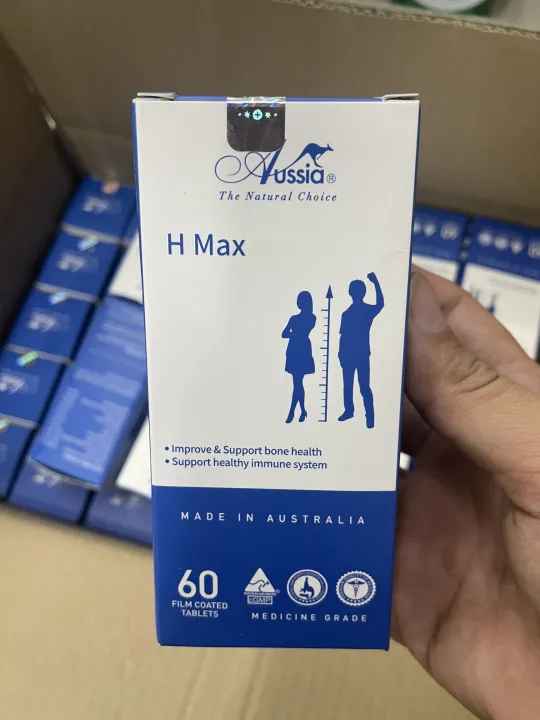 Aussia®
The Natural Choice
H Max
• Improve & Support bone health
• Support healthy immune system
MADE IN AUSTRALIA
60
FILM COATED
TABLETS
GMP
MEDICINE GRADE